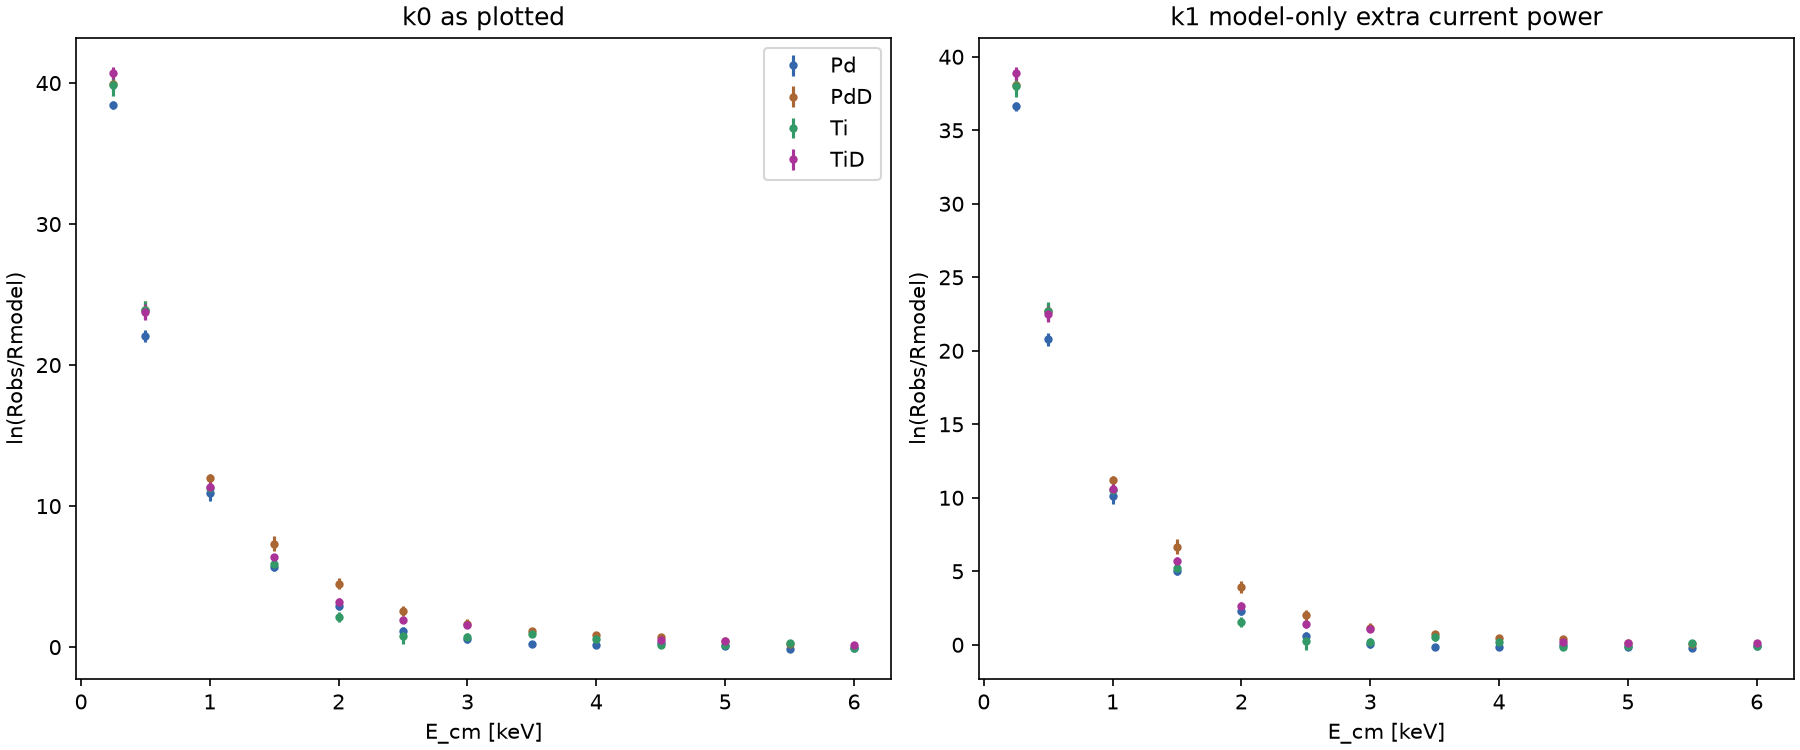 k0 as plotted
ln(Robs/Rmodel)
40
30
20
10
0
0 1 2 3 4 5 6
E_cm [keV]
Pd
PdD
Ti
TiD
k1 model-only extra current power
ln(Robs/Rmodel)
40
35
30
25
20
15
10
5
0
0 1 2 3 4 5 6
E_cm [keV]